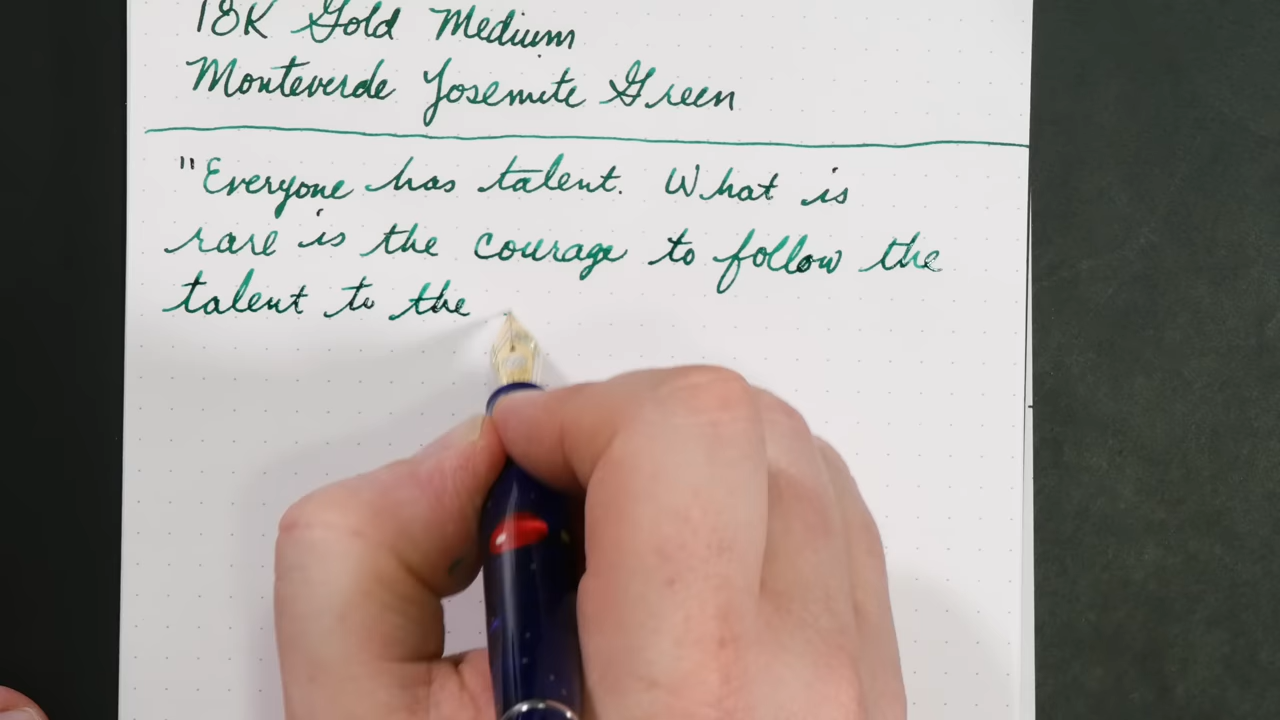 18K Gold Medium
Monteverde Yosemite Green
"Everyone has talent. What is
rare is the courage to follow the
talent to the